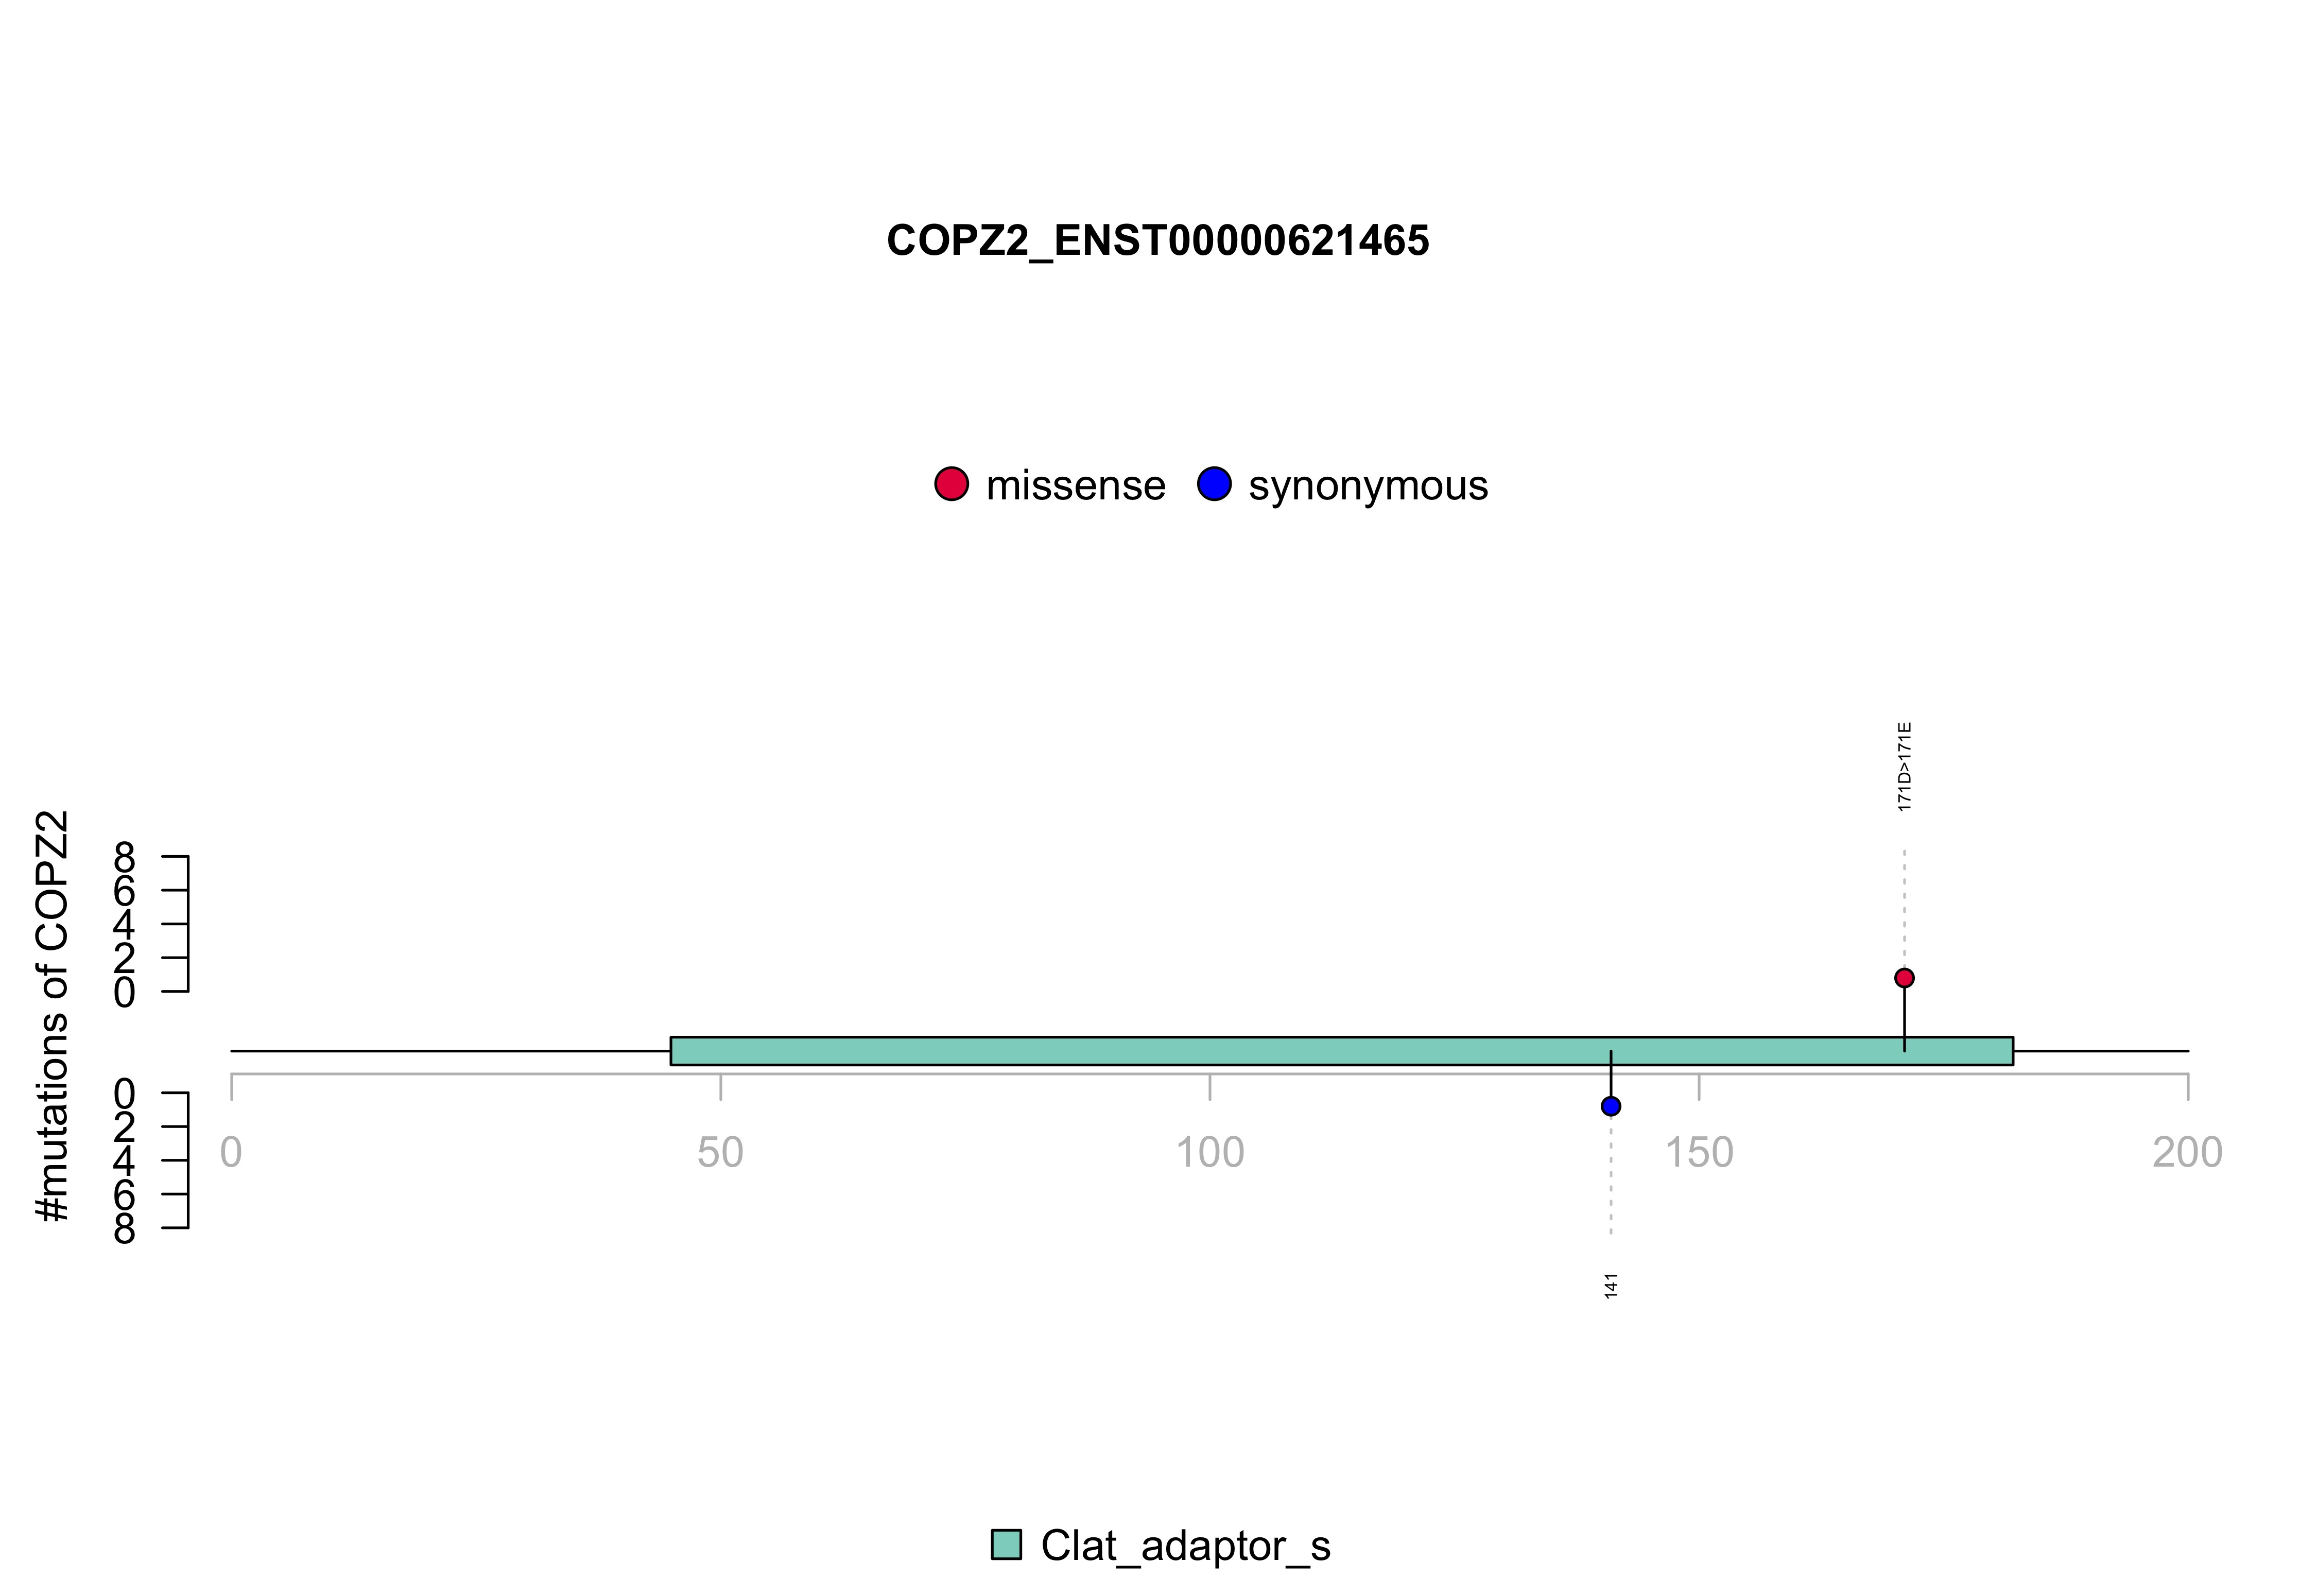 COPZ2_ENST00000621465
missense synonymous
171D>171E
#mutations of COPZ2
8
6
4
2
0
0
2
4
6
8
0 50 100 150 200
141
Clat_adaptor_s